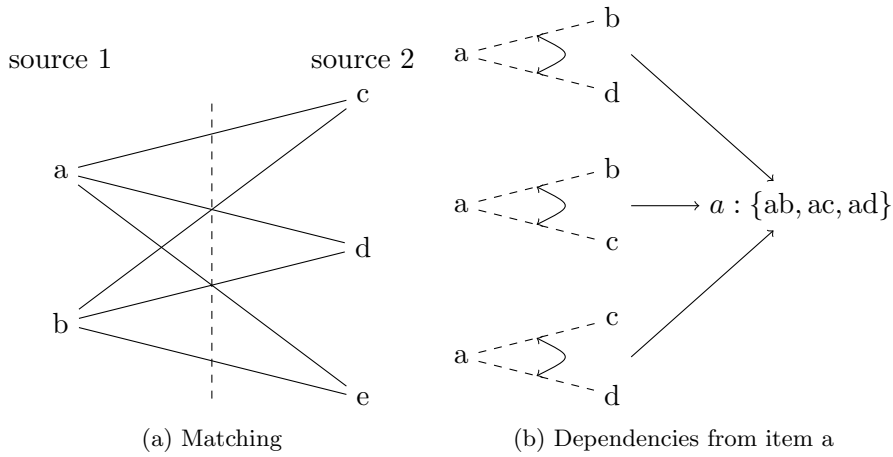 source 1
source 2
a
b
c
d
e
(a) Matching
a
b
d
a
b
c
a
c
d
a : {ab, ac, ad}
(b) Dependencies from item a